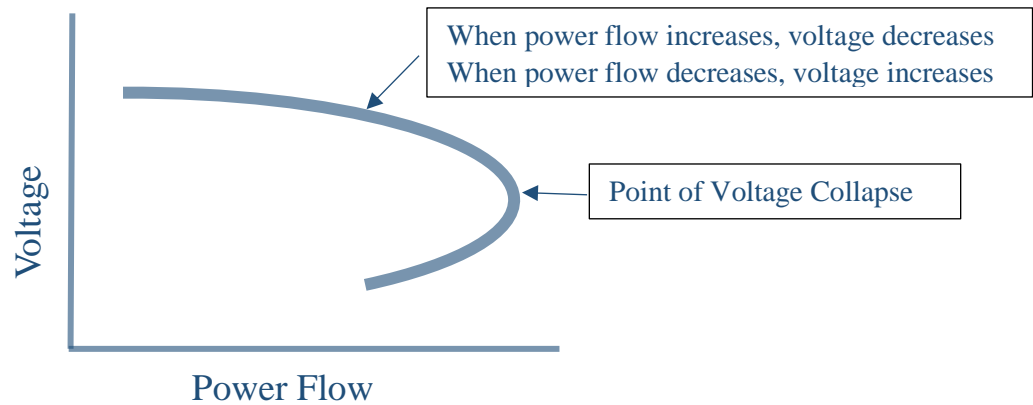 When power flow increases, voltage decreases
When power flow decreases, voltage increases
Point of Voltage Collapse
Voltage
Power Flow